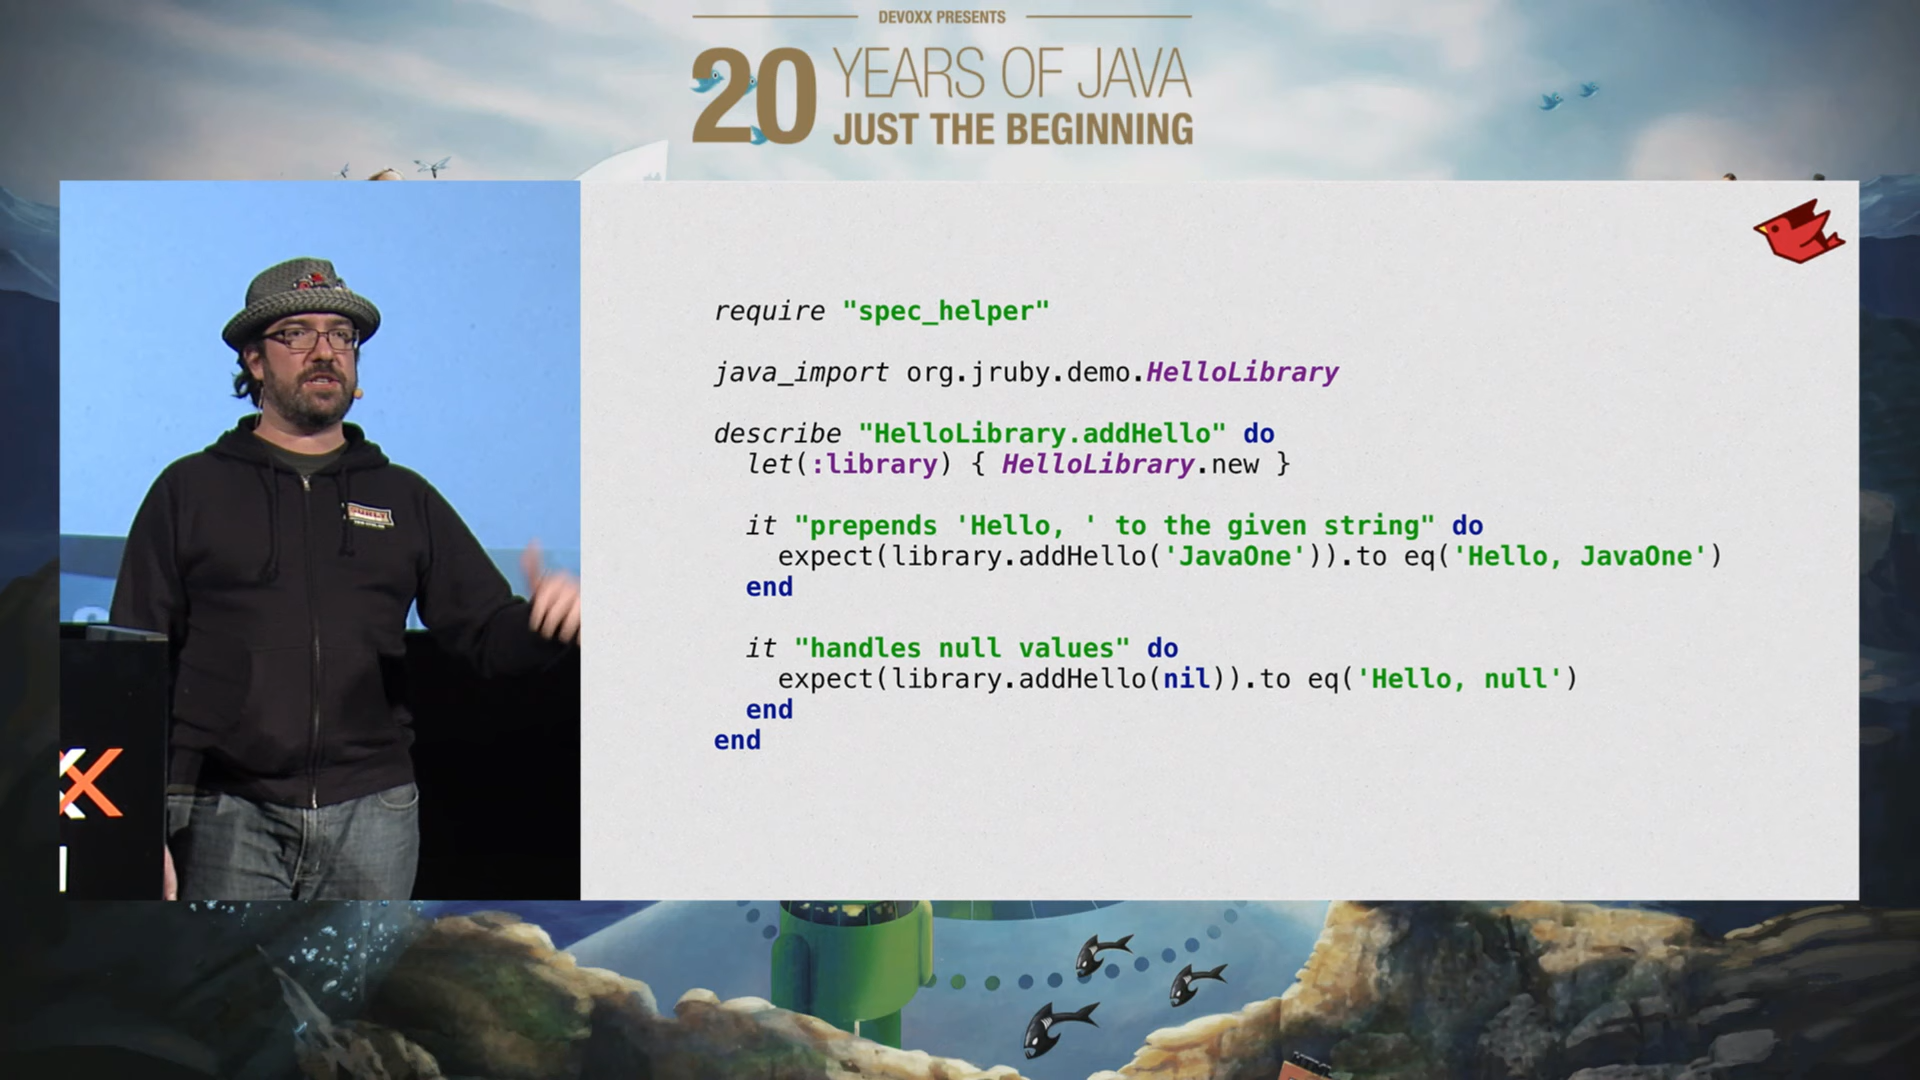 DEVOXX PRESENTS
20 YEARS OF JAVA
JUST THE BEGINNING
require "spec_helper"
java_import org.jruby.demo.HelloLibrary
describe "HelloLibrary.addHello" do
let(:library) { HelloLibrary.new }
it "prepends 'Hello, ' to the given string" do
expect(library.addHello('JavaOne')).to eq('Hello, JavaOne')
end
it "handles null values" do
expect(library.addHello(nil)).to eq('Hello, null')
end
end